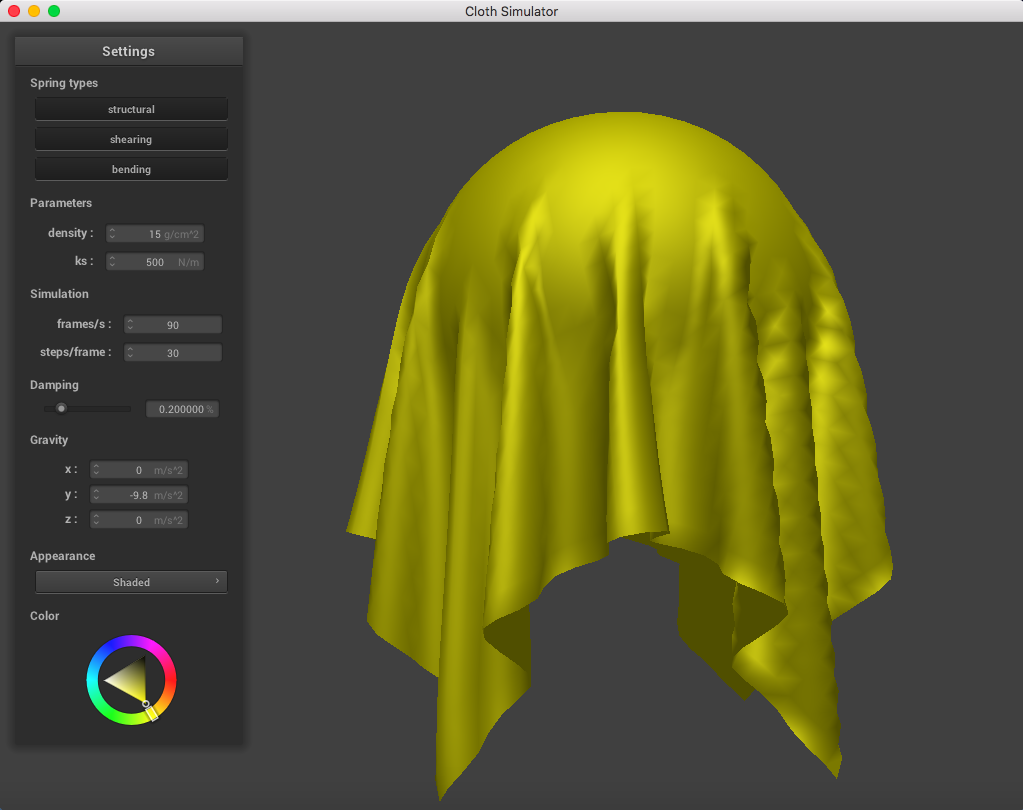 Cloth Simulator
Settings
Spring types
structural
shearing
bending
Parameters
density : 15 g/cm^2
ks : 500 N/m
Simulation
frames/s : 90
steps/frame : 30
Damping
0.200000 %
Gravity
x : 0 m/s^2
y : -9.8 m/s^2
z : 0 m/s^2
Appearance
Shaded
Color